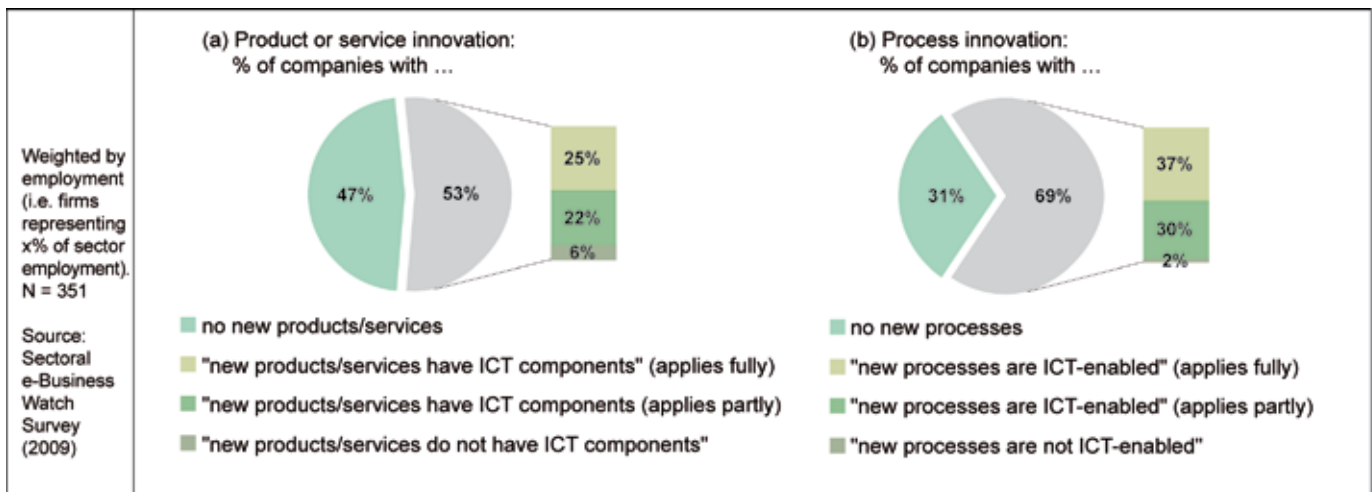 Weighted by
employment
(i.e. firms
representing
x% of sector
employment).
N = 351
Source:
Sectoral
e-Business
Watch
Survey
(2009)
(a) Product or service innovation:
% of companies with ...
47%
53%
25%
22%
6%
no new products/services
"new products/services have ICT components" (applies fully)
"new products/services have ICT components (applies partly)
"new products/services do not have ICT components"
(b) Process innovation:
% of companies with ...
31%
69%
37%
30%
2%
no new processes
"new processes are ICT-enabled" (applies fully)
"new processes are ICT-enabled" (applies partly)
"new processes are not ICT-enabled"